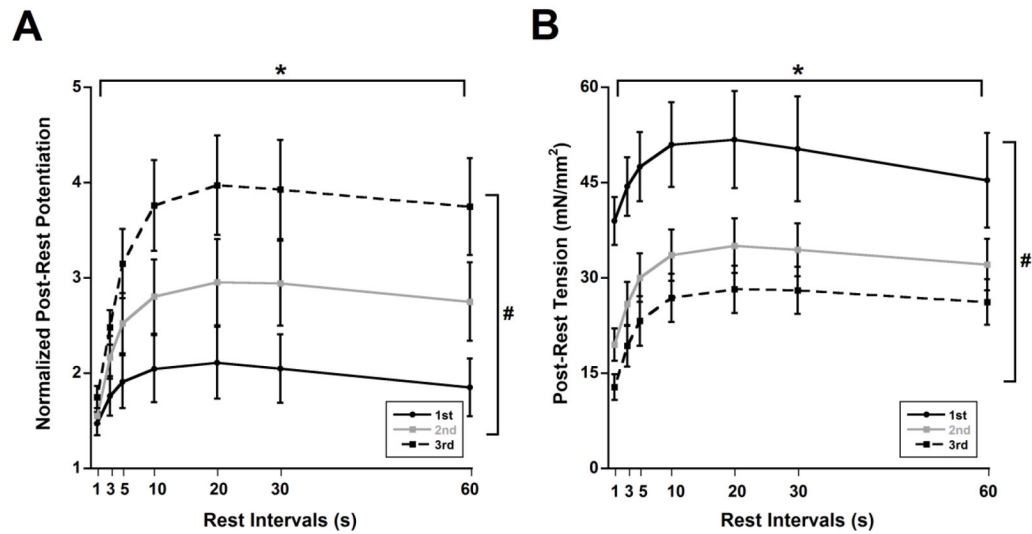 A
*
5
4
3
2
1
Normalized Post-Rest Potentiation
#
1st
2nd
3rd
1 3 5 10 20 30 60
Rest Intervals (s)
B
*
60
45
30
15
0
Post-Rest Tension (mN/mm²)
#
1st
2nd
3rd
1 3 5 10 20 30 60
Rest Intervals (s)